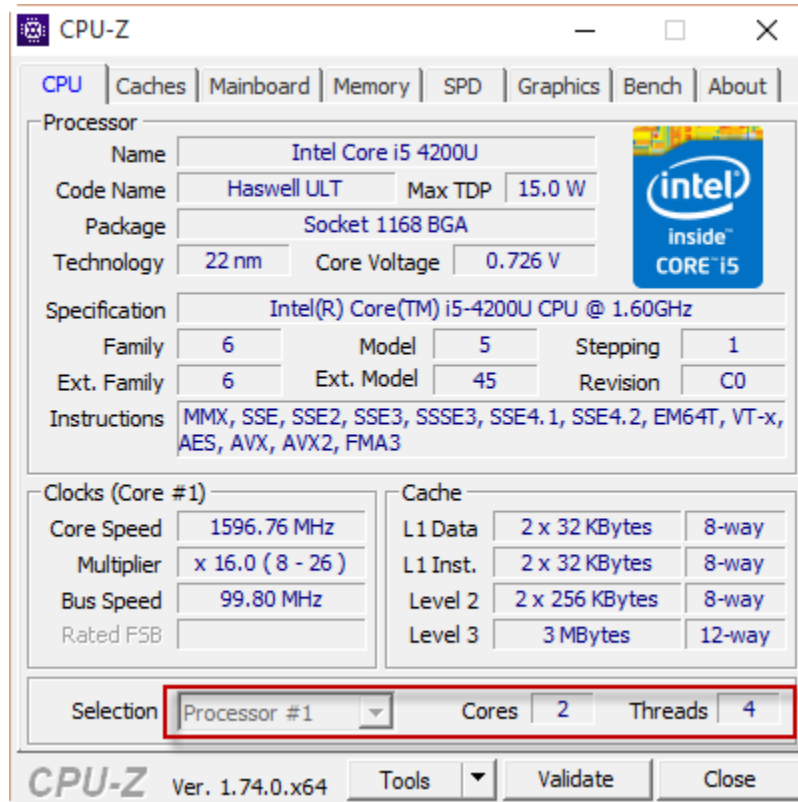 CPU-Z
CPU Caches Mainboard Memory SPD Graphics Bench About
Processor
Name Intel Core i5 4200U
Code Name Haswell ULT Max TDP 15.0 W
Package Socket 1168 BGA
Technology 22 nm Core Voltage 0.726 V
intel
inside™
CORE™ i5
Specification Intel(R) Core(TM) i5-4200U CPU @ 1.60GHz
Family 6 Model 5 Stepping 1
Ext. Family 6 Ext. Model 45 Revision C0
Instructions MMX, SSE, SSE2, SSE3, SSSE3, SSE4.1, SSE4.2, EM64T, VT-x,
AES, AVX, AVX2, FMA3
Clocks (Core #1)
Core Speed 1596.76 MHz
Multiplier x 16.0 ( 8 - 26 )
Bus Speed 99.80 MHz
Rated FSB
Cache
L1 Data 2 x 32 KBytes 8-way
L1 Inst. 2 x 32 KBytes 8-way
Level 2 2 x 256 KBytes 8-way
Level 3 3 MBytes 12-way
Selection Processor #1 Cores 2 Threads 4
CPU-Z Ver. 1.74.0.x64 Tools Validate Close